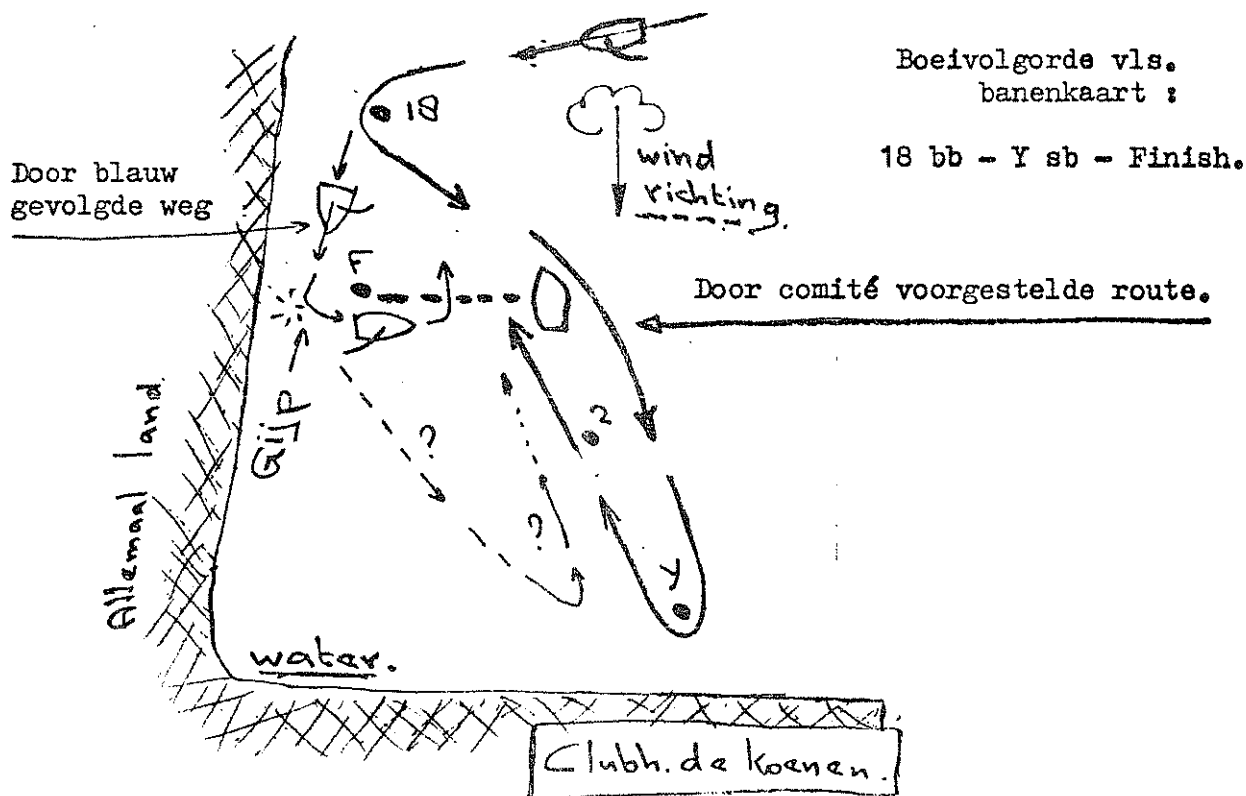 Boeivolgorde vls.
banenkaart :
18 bb - Y sb - Finish.
18
wind
richting.
Door blauw
gevolgde weg
F
Door comité voorgestelde route.
Gijp
?
2
?
Y
Allemaal land.
water.
Clubh. de Koenen.